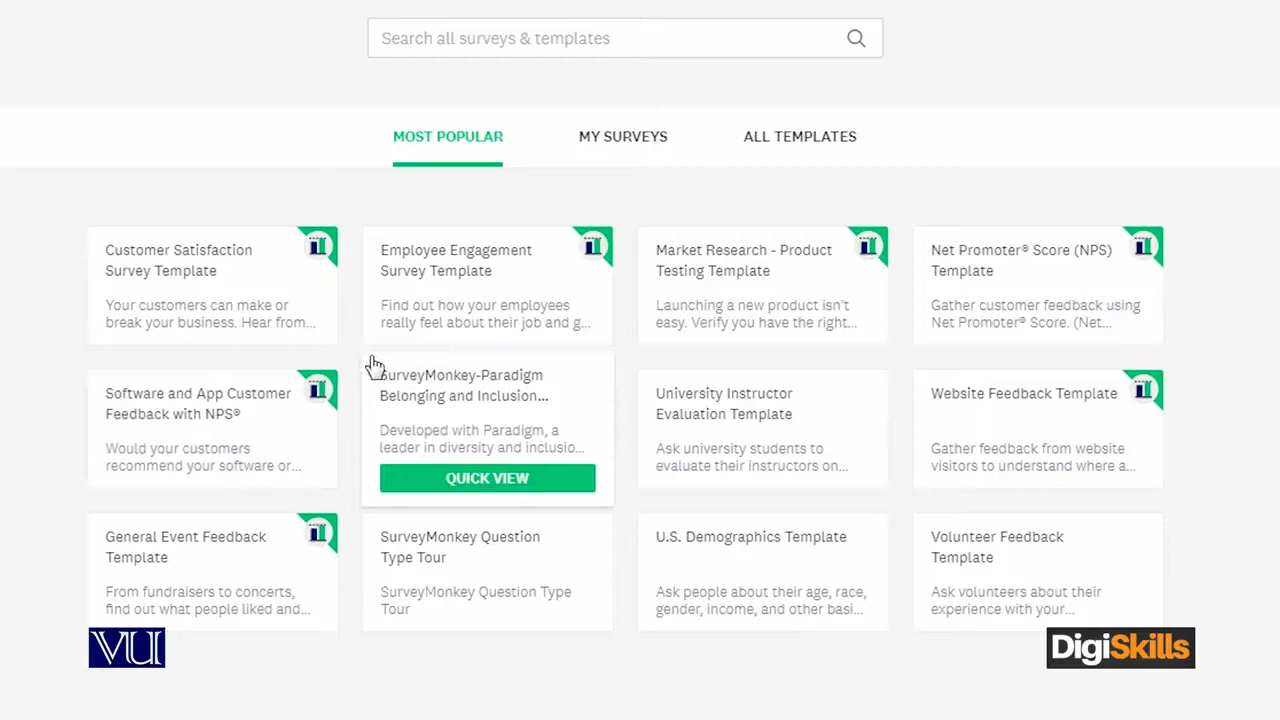 Search all surveys & templates
MOST POPULAR
MY SURVEYS
ALL TEMPLATES
Customer Satisfaction
Survey Template
Your customers can make or
break your business. Hear from...
Employee Engagement
Survey Template
Find out how your employees
really feel about their job and g...
Market Research - Product
Testing Template
Launching a new product isn't
easy. Verify you have the right...
Net Promoter® Score (NPS)
Template
Gather customer feedback using
Net Promoter® Score. (Net...
Software and App Customer
Feedback with NPS®
Would your customers
recommend your software or...
SurveyMonkey-Paradigm
Belonging and Inclusion...
Developed with Paradigm, a
leader in diversity and inclusio...
QUICK VIEW
University Instructor
Evaluation Template
Ask university students to
evaluate their instructors on...
Website Feedback Template
Gather feedback from website
visitors to understand where a...
General Event Feedback
Template
From fundraisers to concerts,
find out what people liked and...
SurveyMonkey Question
Type Tour
SurveyMonkey Question Type
Tour
U.S. Demographics Template
Ask people about their age, race,
gender, income, and other basi...
Volunteer Feedback
Template
Ask volunteers about their
experience with your...
VU
DigiSkills